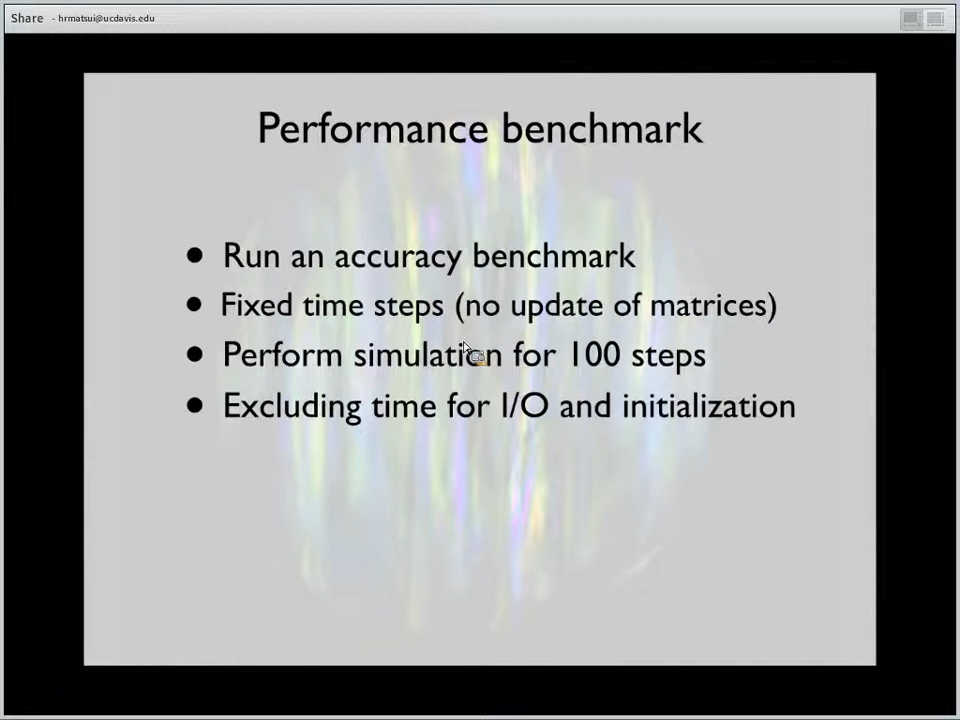 Share - hrmatsui@ucdavis.edu
Performance benchmark
• Run an accuracy benchmark
• Fixed time steps (no update of matrices)
• Perform simulation for 100 steps
• Excluding time for I/O and initialization